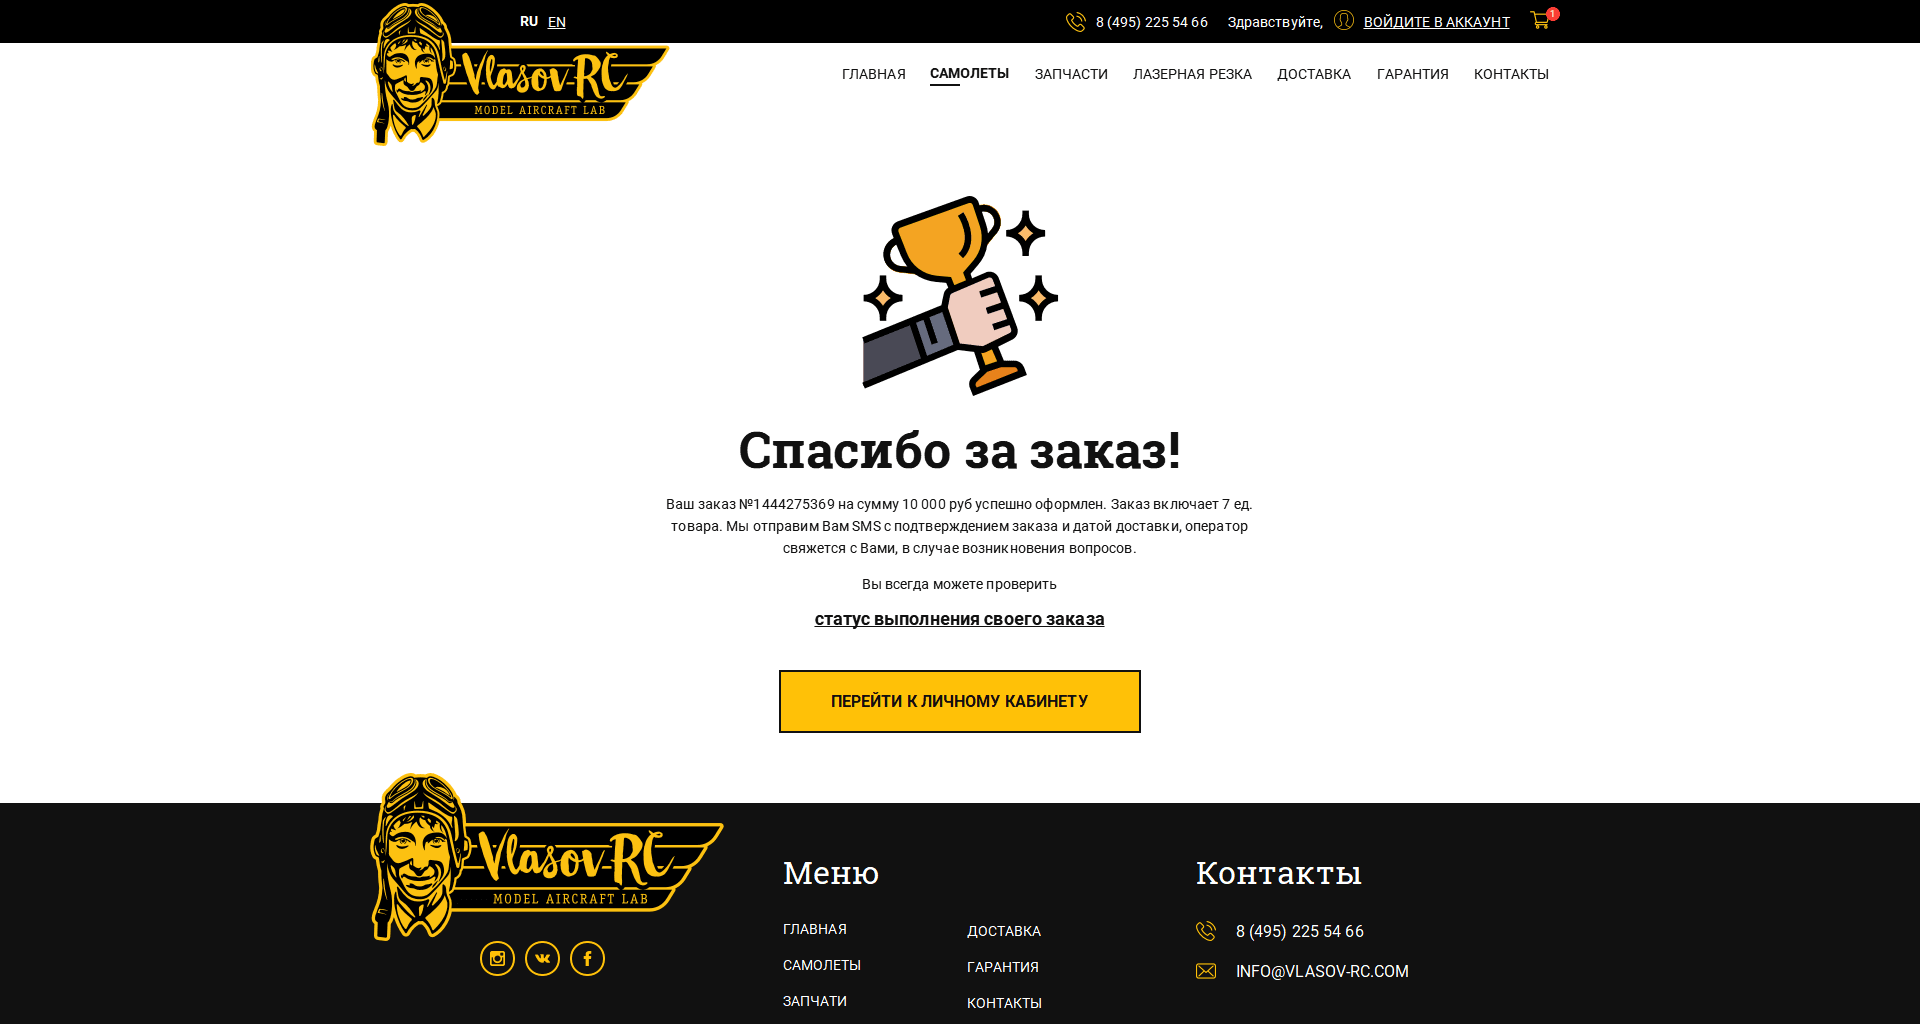 RU EN
8 (495) 225 54 66 Здравствуйте, ВОЙДИТЕ В АККАУНТ 1
Vlasov RC
MODEL AIRCRAFT LAB
ГЛАВНАЯ САМОЛЕТЫ ЗАПЧАСТИ ЛАЗЕРНАЯ РЕЗКА ДОСТАВКА ГАРАНТИЯ КОНТАКТЫ
Спасибо за заказ!
Ваш заказ №1444275369 на сумму 10 000 руб успешно оформлен. Заказ включает 7 ед.
товара. Мы отправим Вам SMS с подтверждением заказа и датой доставки, оператор
свяжется с Вами, в случае возникновения вопросов.
Вы всегда можете проверить
статус выполнения своего заказа
ПЕРЕЙТИ К ЛИЧНОМУ КАБИНЕТУ
Vlasov RC
MODEL AIRCRAFT LAB
Меню
ГЛАВНАЯ
САМОЛЕТЫ
ЗАПЧАТИ
ДОСТАВКА
ГАРАНТИЯ
КОНТАКТЫ
Контакты
8 (495) 225 54 66
INFO@VLASOV-RC.COM